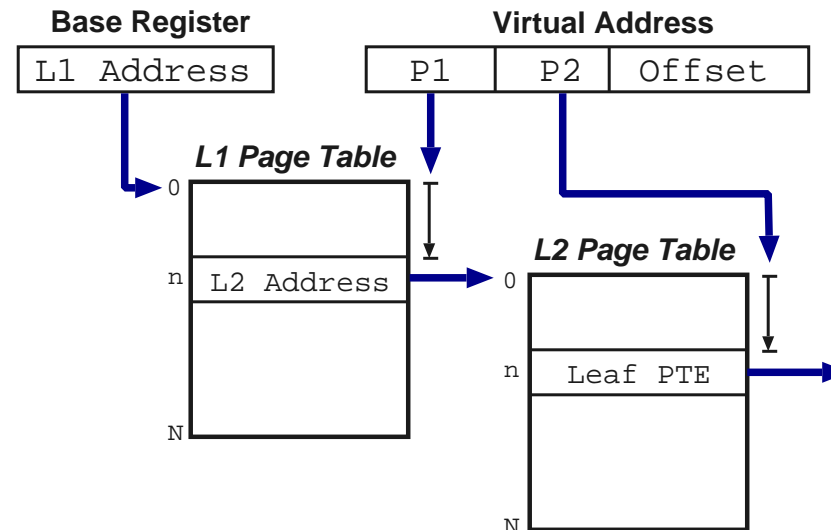 Base Register
Virtual Address
L1 Address
P1 P2 Offset
L1 Page Table
0
n L2 Address
N
L2 Page Table
0
n Leaf PTE
N